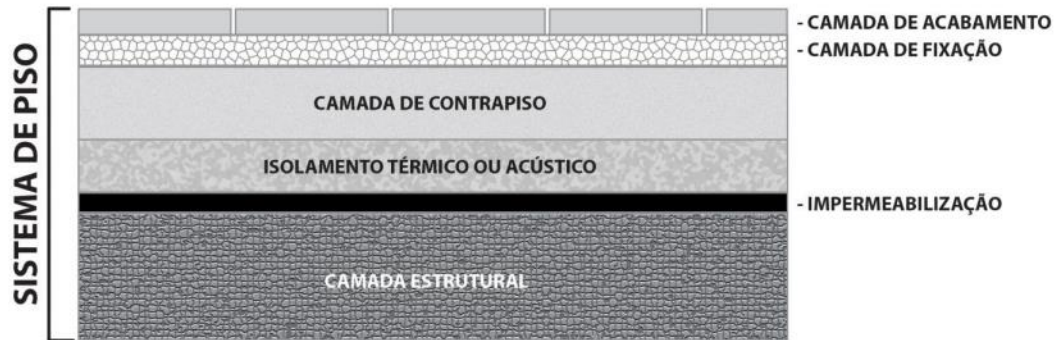 SISTEMA DE PISO
- CAMADA DE ACABAMENTO
- CAMADA DE FIXAÇÃO
CAMADA DE CONTRAPISO
ISOLAMENTO TÉRMICO OU ACÚSTICO
- IMPERMEABILIZAÇÃO
CAMADA ESTRUTURAL